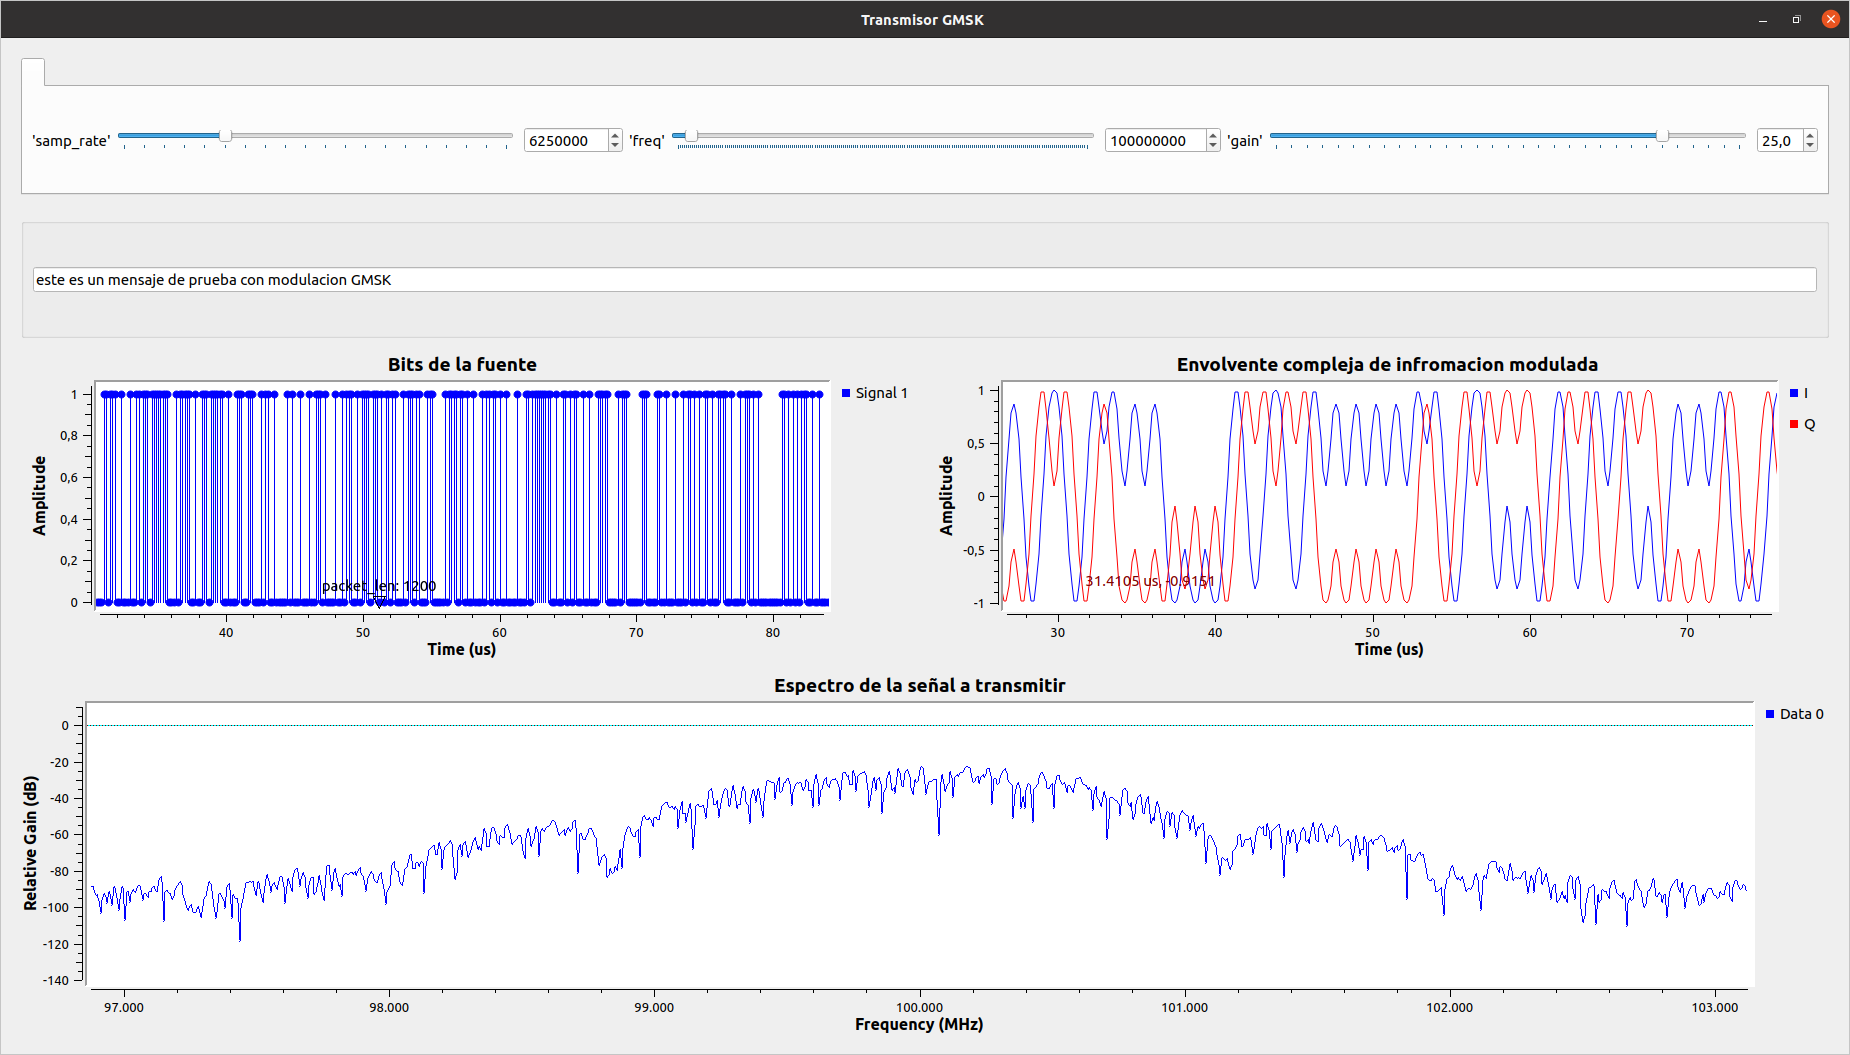 Transmisor GMSK
'samp_rate' 6250000 'freq' 100000000 'gain' 25,0
este es un mensaje de prueba con modulacion GMSK
Bits de la fuente
Amplitude
1
0,8
0,6
0,4
0,2
0
packet_len: 1200
40 50 60 70 80
Time (us)
Signal 1
Envolvente compleja de infromacion modulada
Amplitude
1
0,5
0
-0,5
-1
31.4105 us, -0.9151
30 40 50 60 70
Time (us)
I
Q
Espectro de la señal a transmitir
Relative Gain (dB)
0
-20
-40
-60
-80
-100
-120
-140
97.000 98.000 99.000 100.000 101.000 102.000 103.000
Frequency (MHz)
Data 0